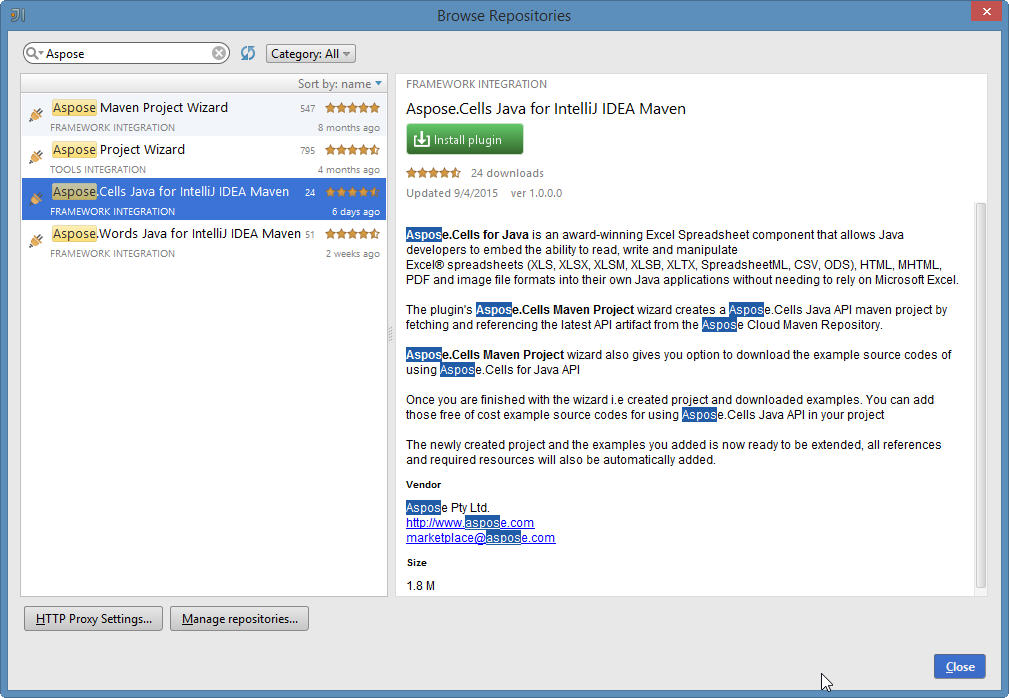 Browse Repositories
Aspose
Category: All
Sort by: name
Aspose Maven Project Wizard 547
FRAMEWORK INTEGRATION 8 months ago
Aspose Project Wizard 795
TOOLS INTEGRATION 4 months ago
Aspose.Cells Java for IntelliJ IDEA Maven 24
FRAMEWORK INTEGRATION 6 days ago
Aspose.Words Java for IntelliJ IDEA Maven 51
FRAMEWORK INTEGRATION 2 weeks ago
FRAMEWORK INTEGRATION
Aspose.Cells Java for IntelliJ IDEA Maven
Install plugin
24 downloads
Updated 9/4/2015 ver 1.0.0.0
Aspose.Cells for Java is an award-winning Excel Spreadsheet component that allows Java
developers to embed the ability to read, write and manipulate
Excel® spreadsheets (XLS, XLSX, XLSM, XLSB, XLTX, SpreadsheetML, CSV, ODS), HTML, MHTML,
PDF and image file formats into their own Java applications without needing to rely on Microsoft Excel.
The plugin's Aspose.Cells Maven Project wizard creates a Aspose.Cells Java API maven project by
fetching and referencing the latest API artifact from the Aspose Cloud Maven Repository.
Aspose.Cells Maven Project wizard also gives you option to download the example source codes of
using Aspose.Cells for Java API
Once you are finished with the wizard i.e created project and downloaded examples. You can add
those free of cost example source codes for using Aspose.Cells Java API in your project
The newly created project and the examples you added is now ready to be extended, all references
and required resources will also be automatically added.
Vendor
Aspose Pty Ltd.
http://www.aspose.com
marketplace@aspose.com
Size
1.8 M
HTTP Proxy Settings...
Manage repositories...
Close